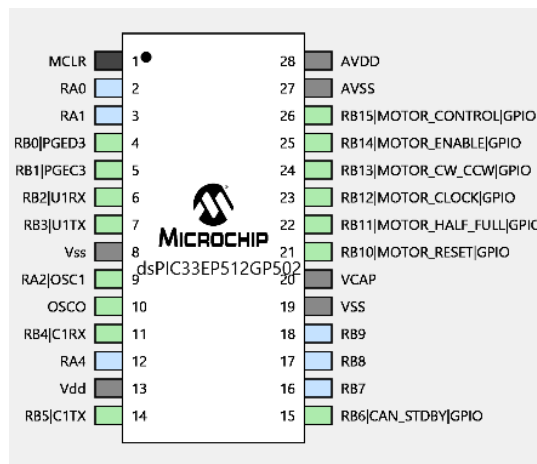 MCLR 1 28 AVDD
RA0 2 27 AVSS
RA1 3 26 RB15|MOTOR_CONTROL|GPIO
RB0|PGED3 4 25 RB14|MOTOR_ENABLE|GPIO
RB1|PGEC3 5 24 RB13|MOTOR_CW_CCW|GPIO
RB2|U1RX 6 23 RB12|MOTOR_CLOCK|GPIO
RB3|U1TX 7 22 RB11|MOTOR_HALF_FULL|GPIO
MICROCHIP
Vss 8 21 RB10|MOTOR_RESET|GPIO
dsPIC33EP512GP502
RA2|OSC1 9 20 VCAP
OSCO 10 19 VSS
RB4|C1RX 11 18 RB9
RA4 12 17 RB8
Vdd 13 16 RB7
RB5|C1TX 14 15 RB6|CAN_STDBY|GPIO